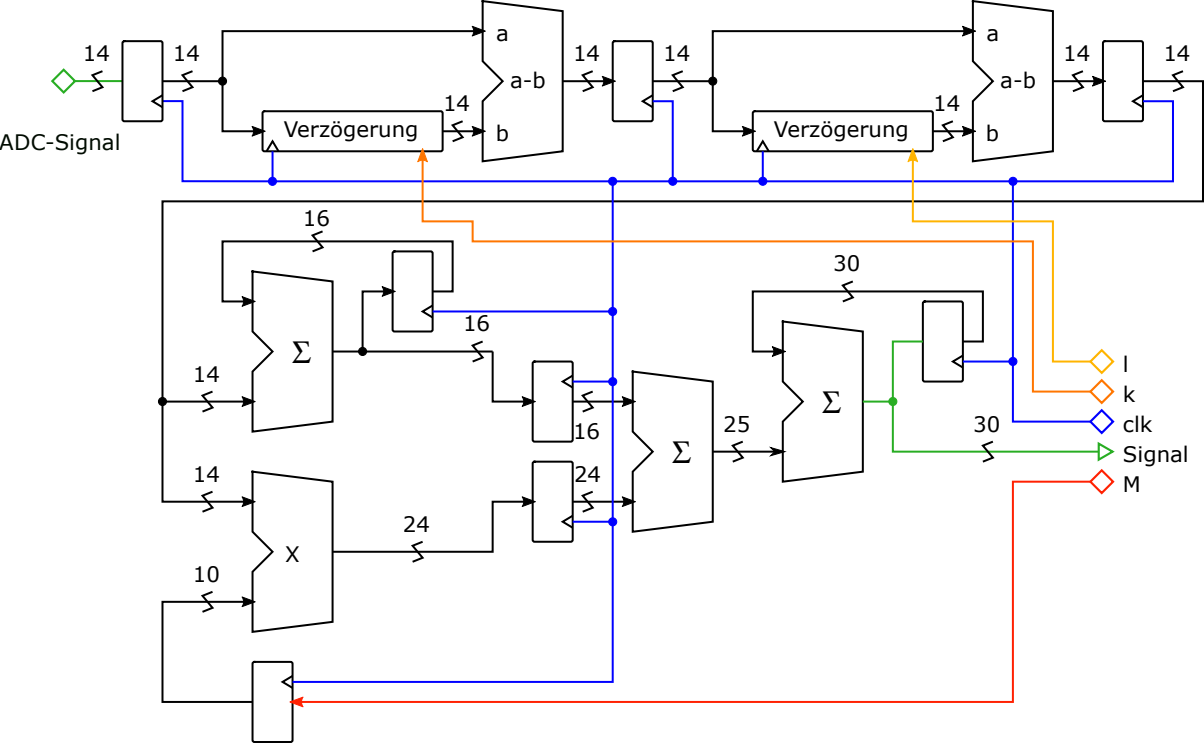 14
14
a
14
14
a
14
14
a-b
a-b
14
14
Verzögerung
b
Verzögerung
b
ADC-Signal
16
30
16
Σ
14
l
k
Σ
16
25
clk
30
Σ
Signal
14
24
M
24
X
10